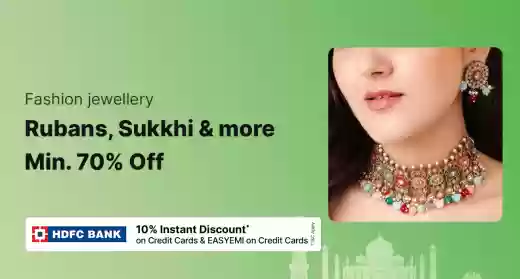 Fashion jewellery
Rubans, Sukkhi & more
Min. 70% Off
HDFC BANK
10% Instant Discount*
on Credit Cards & EASYEMI on Credit Cards
*T&C Apply